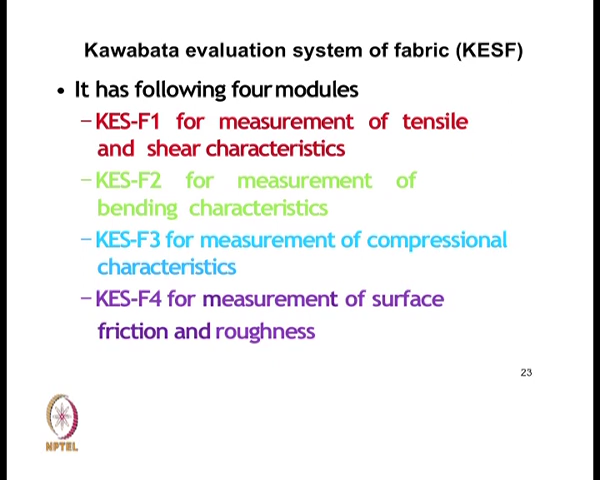 Kawabata evaluation system of fabric (KESF)
• It has following four modules
– KES-F1 for measurement of tensile
and shear characteristics
– KES-F2 for measurement of
bending characteristics
– KES-F3 for measurement of compressional
characteristics
– KES-F4 for measurement of surface
friction and roughness
23
NPTEL